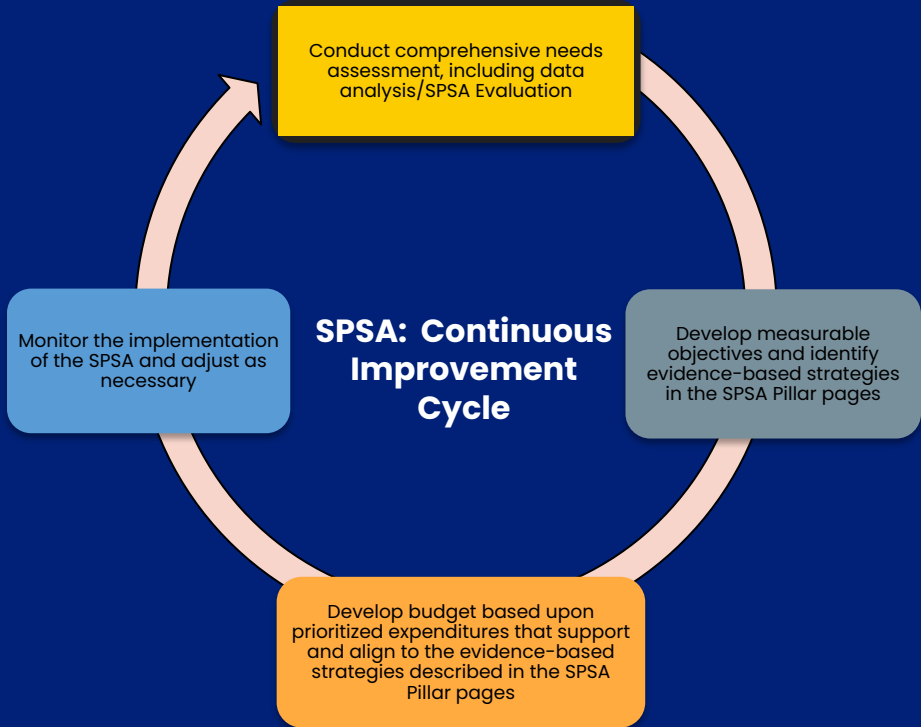 Conduct comprehensive needs
assessment, including data
analysis/SPSA Evaluation
SPSA: Continuous
Improvement
Cycle
Develop measurable
objectives and identify
evidence-based strategies
in the SPSA Pillar pages
Develop budget based upon
prioritized expenditures that support
and align to the evidence-based
strategies described in the SPSA
Pillar pages
Monitor the implementation
of the SPSA and adjust as
necessary